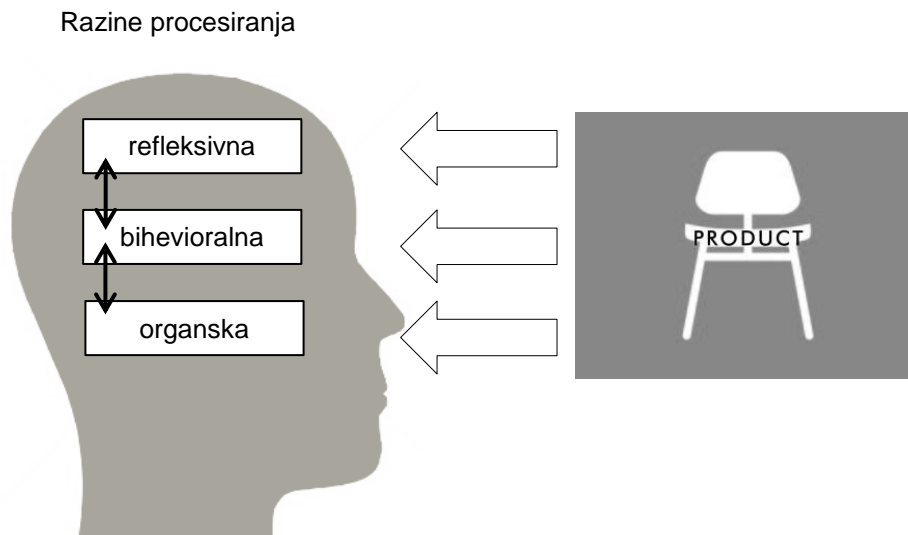 Razine procesiranja
refleksivna
bihevioralna
organska
PRODUCT